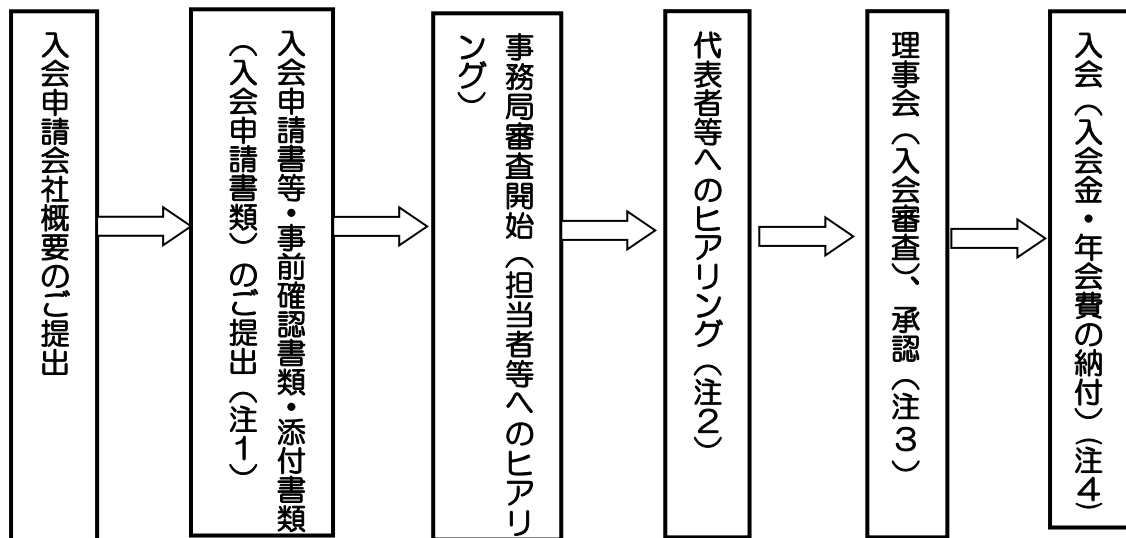 入会申請会社概要のご提出
入会申請書等・事前確認書類・添付書類
（入会申請書類）のご提出（注１）
事務局審査開始（担当者等へのヒアリ
ング）
代表者等へのヒアリング（注２）
理事会（入会審査）、承認（注３）
入会（入会金・年会費の納付）（注４）